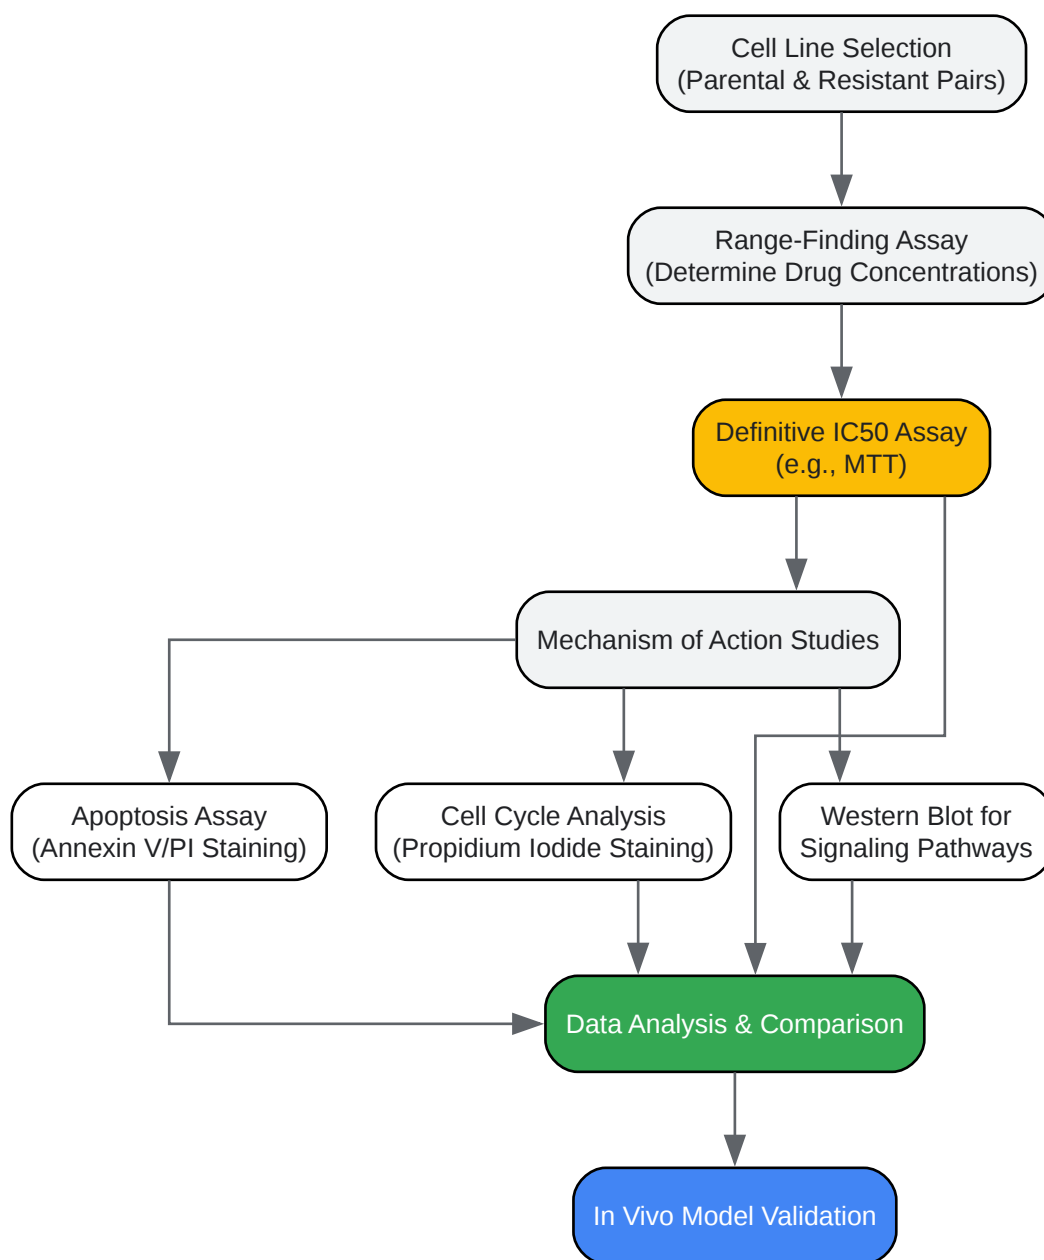 Cell Line Selection
(Parental & Resistant Pairs)
Range-Finding Assay
(Determine Drug Concentrations)
Definitive IC50 Assay
(e.g., MTT)
Mechanism of Action Studies
Apoptosis Assay
(Annexin V/PI Staining)
Cell Cycle Analysis
(Propidium Iodide Staining)
Western Blot for
Signaling Pathways
Data Analysis & Comparison
In Vivo Model Validation